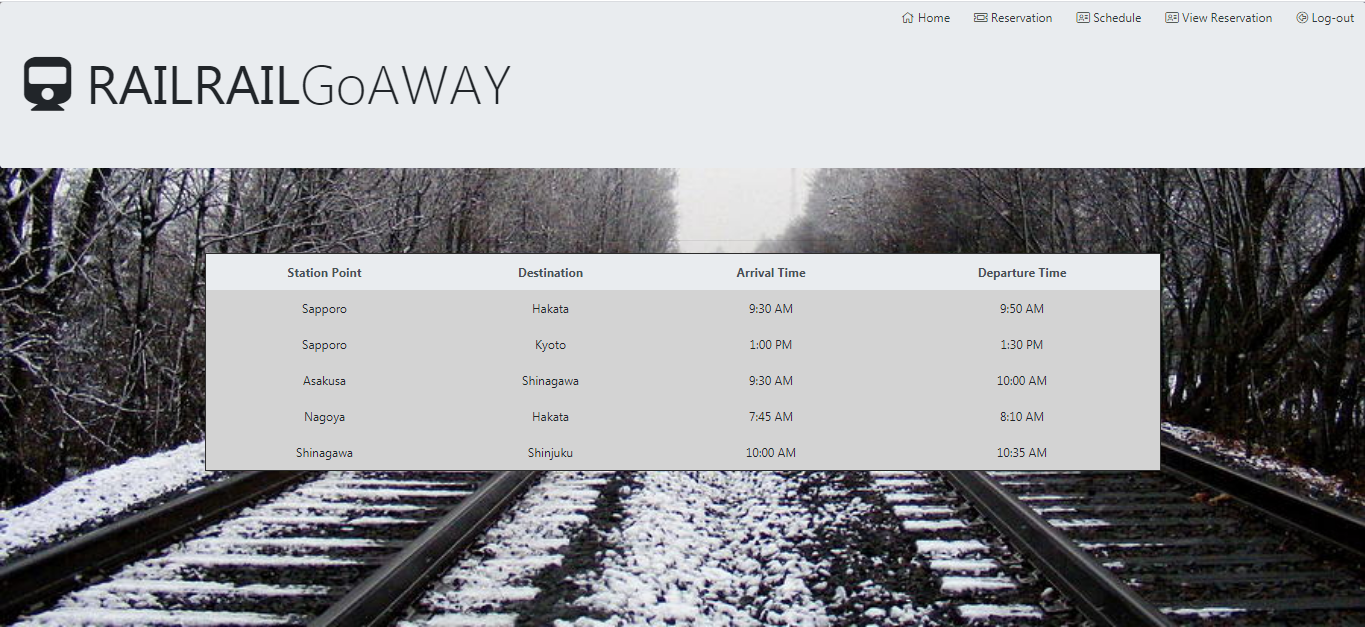 Home Reservation Schedule View Reservation Log-out
RAILRAILGoAWAY
Station Point Destination Arrival Time Departure Time
Sapporo Hakata 9:30 AM 9:50 AM
Sapporo Kyoto 1:00 PM 1:30 PM
Asakusa Shinagawa 9:30 AM 10:00 AM
Nagoya Hakata 7:45 AM 8:10 AM
Shinagawa Shinjuku 10:00 AM 10:35 AM